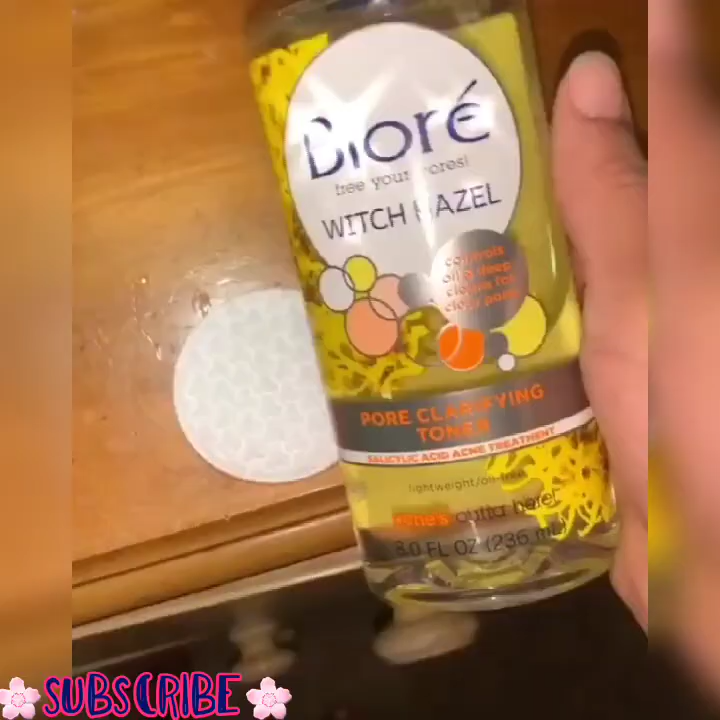 Bioré
free your pores!
WITCH HAZEL
controls
oil & deep
cleans for
clear pores
PORE CLARIFYING
TONER
SALICYLIC ACID ACNE TREATMENT
lightweight/oil-free
acne's outta here!
8.0 FL OZ (236 mL)
SUBSCRIBE